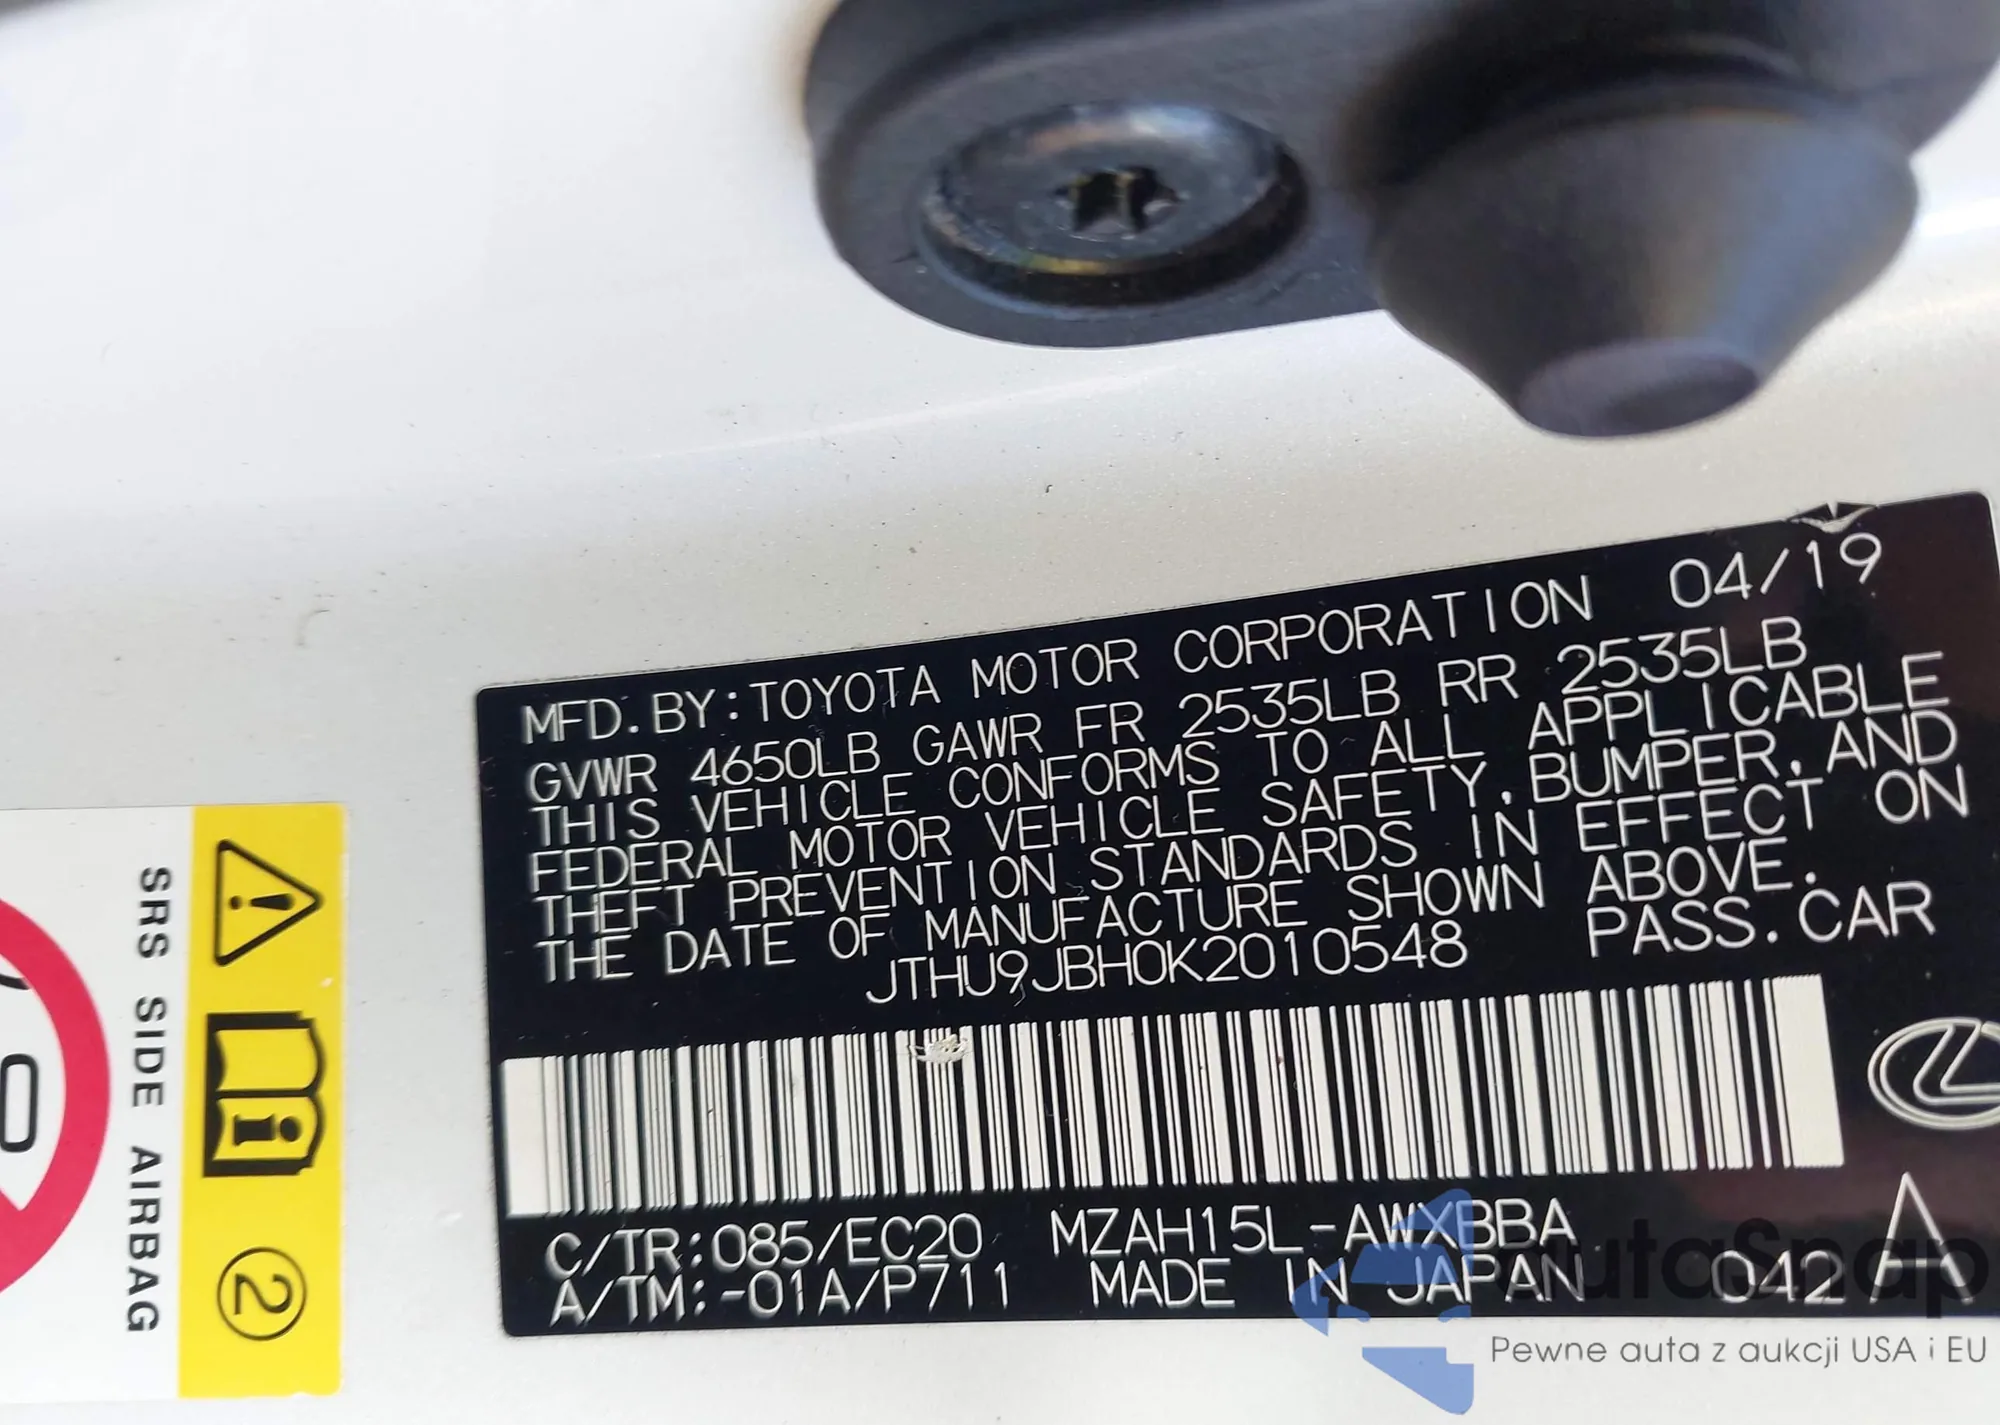 MFD. BY: TOYOTA MOTOR CORPORATION 04/19
GVWR 4650LB GAWR FR 2535LB RR 2535LB
THIS VEHICLE CONFORMS TO ALL APPLICABLE
FEDERAL MOTOR VEHICLE SAFETY, BUMPER, AND
THEFT PREVENTION STANDARDS IN EFFECT ON
THE DATE OF MANUFACTURE SHOWN ABOVE.
JTHU9JBH0K2010548 PASS. CAR
C/TR: 085/EC20 MZAH15L-AWXBBA
A/TM: -01A/P711 MADE IN JAPAN 042A
SRS SIDE AIRBAG
2
autaSnap
Pewne auta z aukcji USA i EU